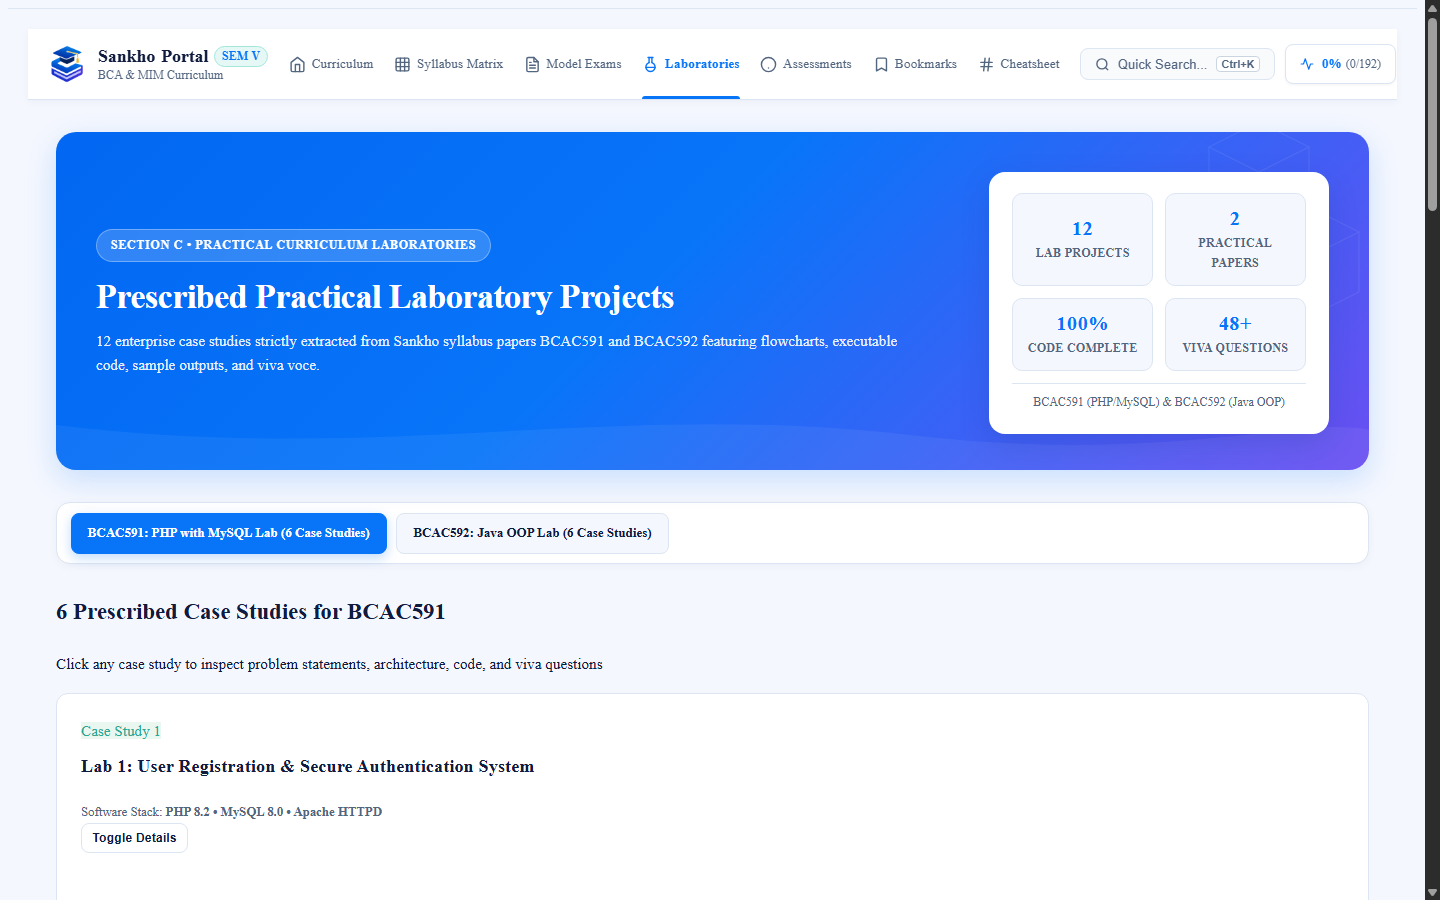 Sankho Portal SEM V
BCA & MIM Curriculum
Curriculum
Syllabus Matrix
Model Exams
Laboratories
Assessments
Bookmarks
Cheatsheet
Quick Search... Ctrl+K
0% (0/192)
SECTION C • PRACTICAL CURRICULUM LABORATORIES
Prescribed Practical Laboratory Projects
12 enterprise case studies strictly extracted from Sankho syllabus papers BCAC591 and BCAC592 featuring flowcharts, executable
code, sample outputs, and viva voce.
12
LAB PROJECTS
2
PRACTICAL
PAPERS
100%
CODE COMPLETE
48+
VIVA QUESTIONS
BCAC591 (PHP/MySQL) & BCAC592 (Java OOP)
BCAC591: PHP with MySQL Lab (6 Case Studies)
BCAC592: Java OOP Lab (6 Case Studies)
6 Prescribed Case Studies for BCAC591
Click any case study to inspect problem statements, architecture, code, and viva questions
Case Study 1
Lab 1: User Registration & Secure Authentication System
Software Stack: PHP 8.2 • MySQL 8.0 • Apache HTTPD
Toggle Details